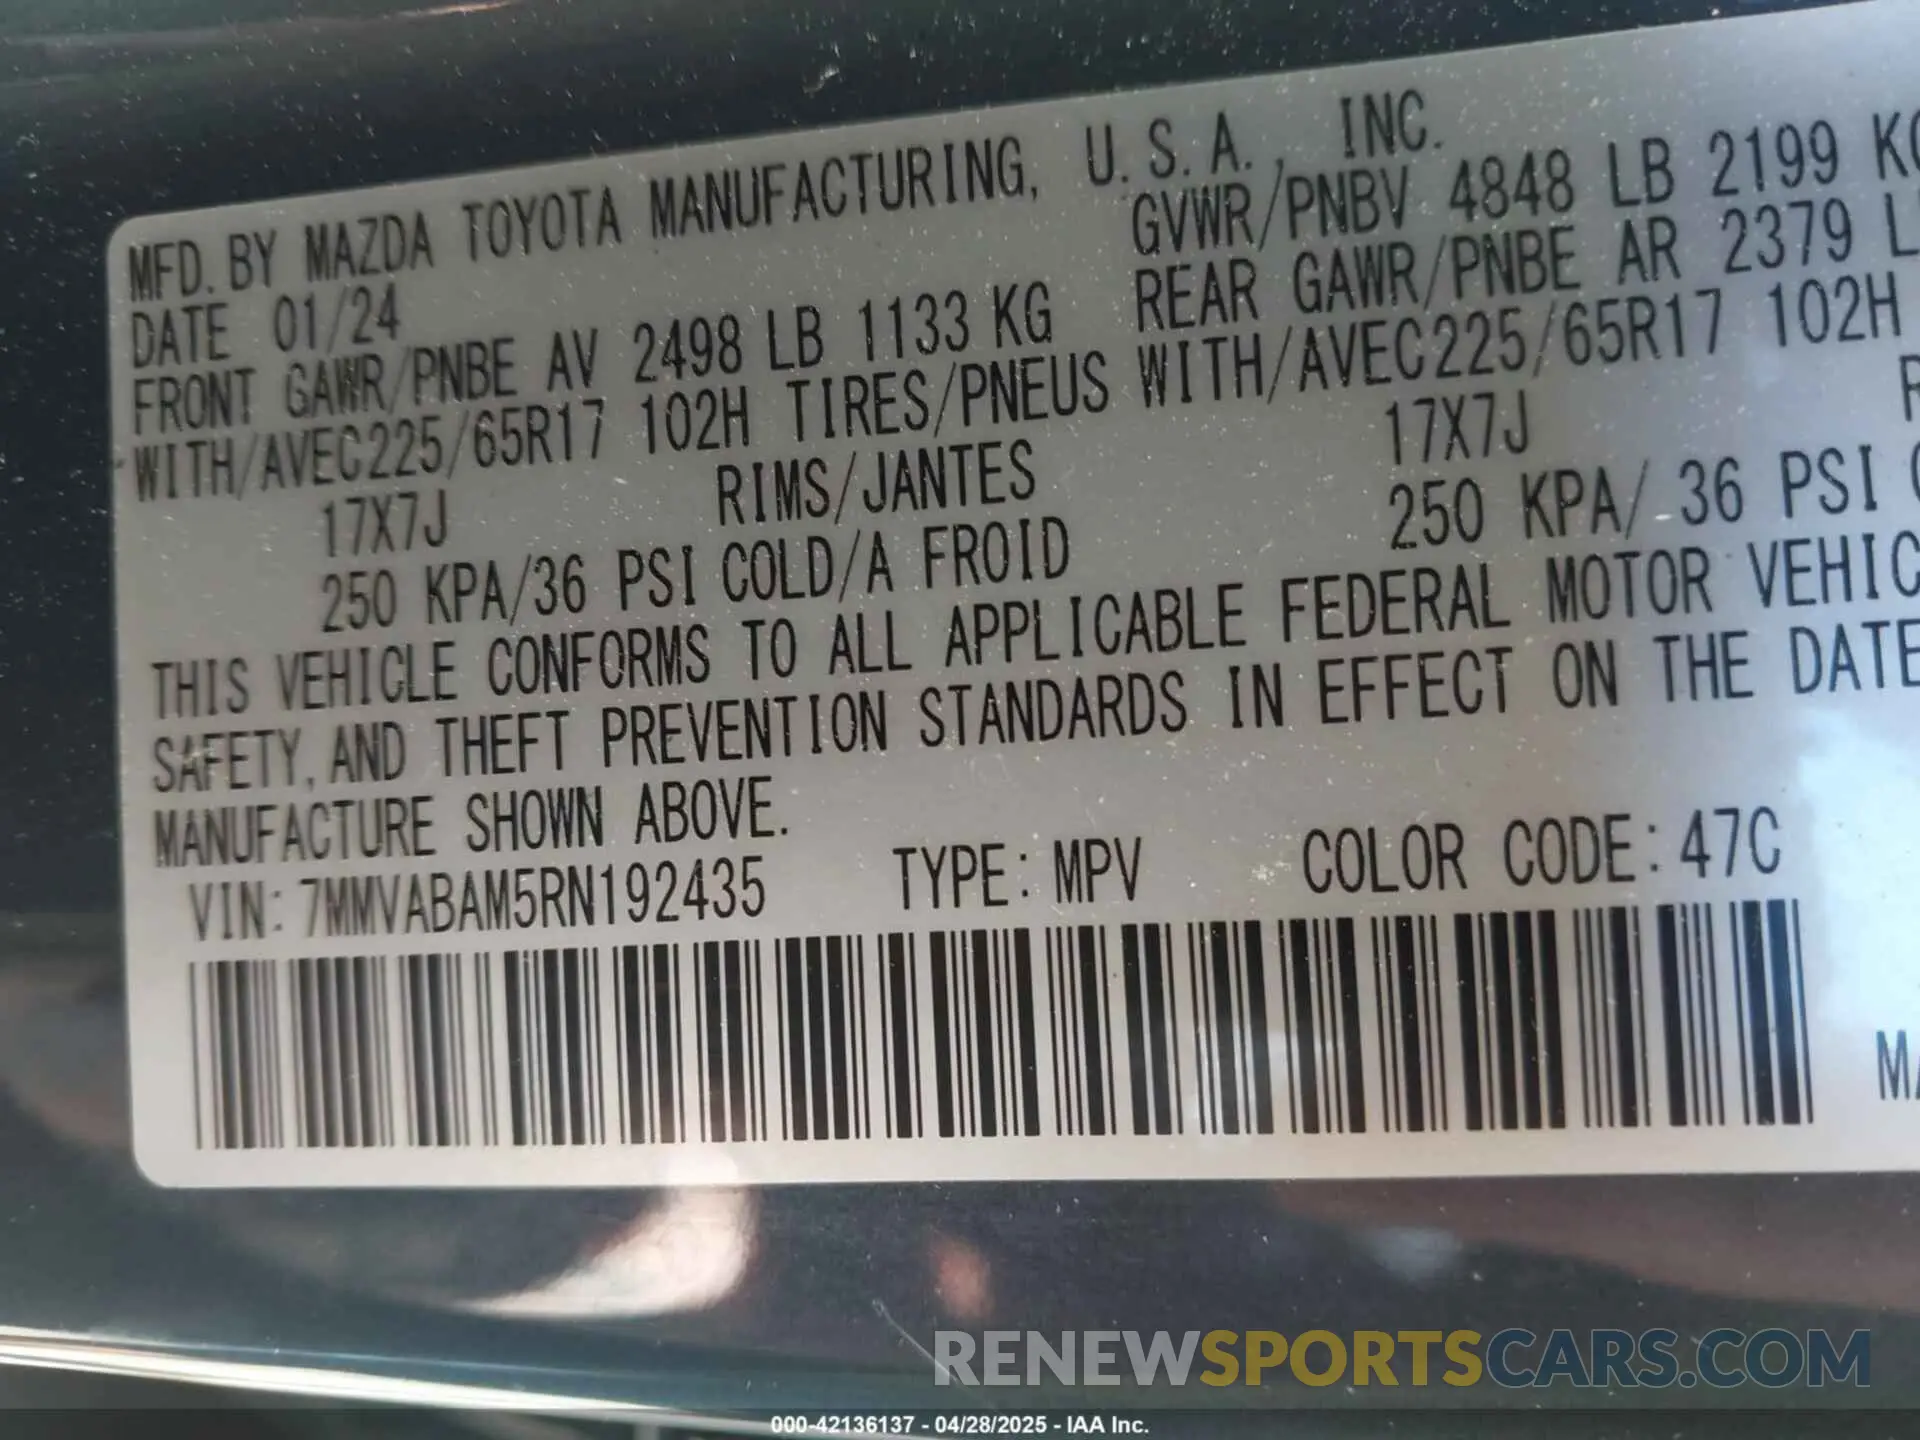 MFD. BY MAZDA TOYOTA MANUFACTURING, U. S. A., INC.
DATE 01/24 GVWR/PNBV 4848 LB 2199
FRONT GAWR/PNBE AV 2498 LB 1133 KG REAR GAWR/PNBE AR 2379
WITH/AVEC225/65R17 102H TIRES/PNEUS WITH/AVEC225/65R17 102H
17X7J RIMS/JANTES 17X7J
250 KPA/36 PSI COLD/A FROID 250 KPA/ 36 PSI
THIS VEHICLE CONFORMS TO ALL APPLICABLE FEDERAL MOTOR VEHIC
SAFETY, AND THEFT PREVENTION STANDARDS IN EFFECT ON THE DATE
MANUFACTURE SHOWN ABOVE.
VIN: 7MMVABAM5RN192435 TYPE: MPV COLOR CODE: 47C
RENEWSPORTSCARS.COM
000-42136137 - 04/28/2025 - IAA Inc.